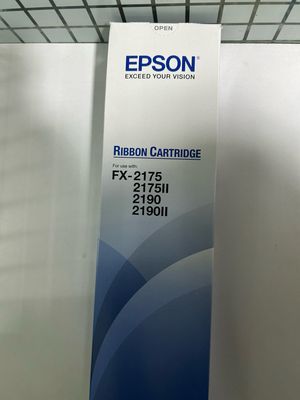 OPEN
EPSON
EXCEED YOUR VISION
RIBBON CARTRIDGE
For use with:
FX-2175
2175II
2190
2190II